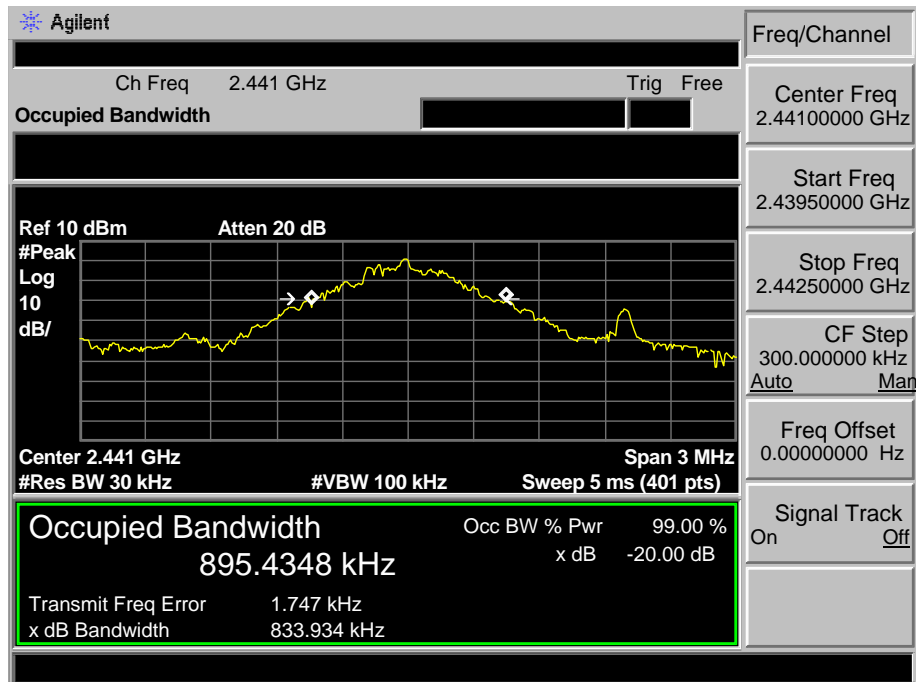 Agilent
Freq/Channel
Ch Freq 2.441 GHz Trig Free
Occupied Bandwidth
Center Freq
2.44100000 GHz
Start Freq
2.43950000 GHz
Stop Freq
2.44250000 GHz
CF Step
300.000000 kHz
Auto Man
Freq Offset
0.00000000 Hz
Signal Track
On Off
Ref 10 dBm Atten 20 dB
#Peak
Log
10
dB/
Center 2.441 GHz Span 3 MHz
#Res BW 30 kHz #VBW 100 kHz Sweep 5 ms (401 pts)
Occupied Bandwidth Occ BW % Pwr 99.00 %
895.4348 kHz x dB -20.00 dB
Transmit Freq Error 1.747 kHz
x dB Bandwidth 833.934 kHz